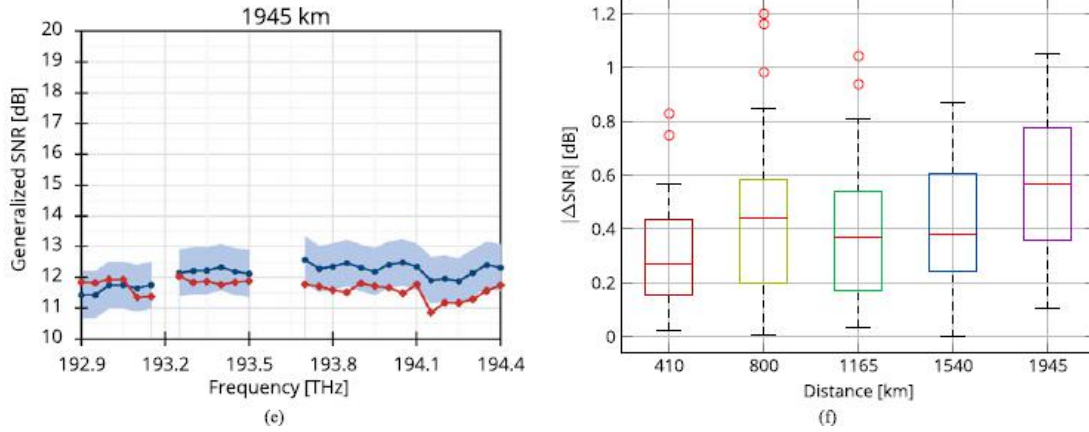 1945 km
20
19
18
17
16
15
14
13
12
11
10
Generalized SNR [dB]
192.9 193.2 193.5 193.8 194.1 194.4
Frequency [THz]
(e)
1.2
1
0.8
0.6
0.4
0.2
0
|ΔSNR| [dB]
410 800 1165 1540 1945
Distance [km]
(f)